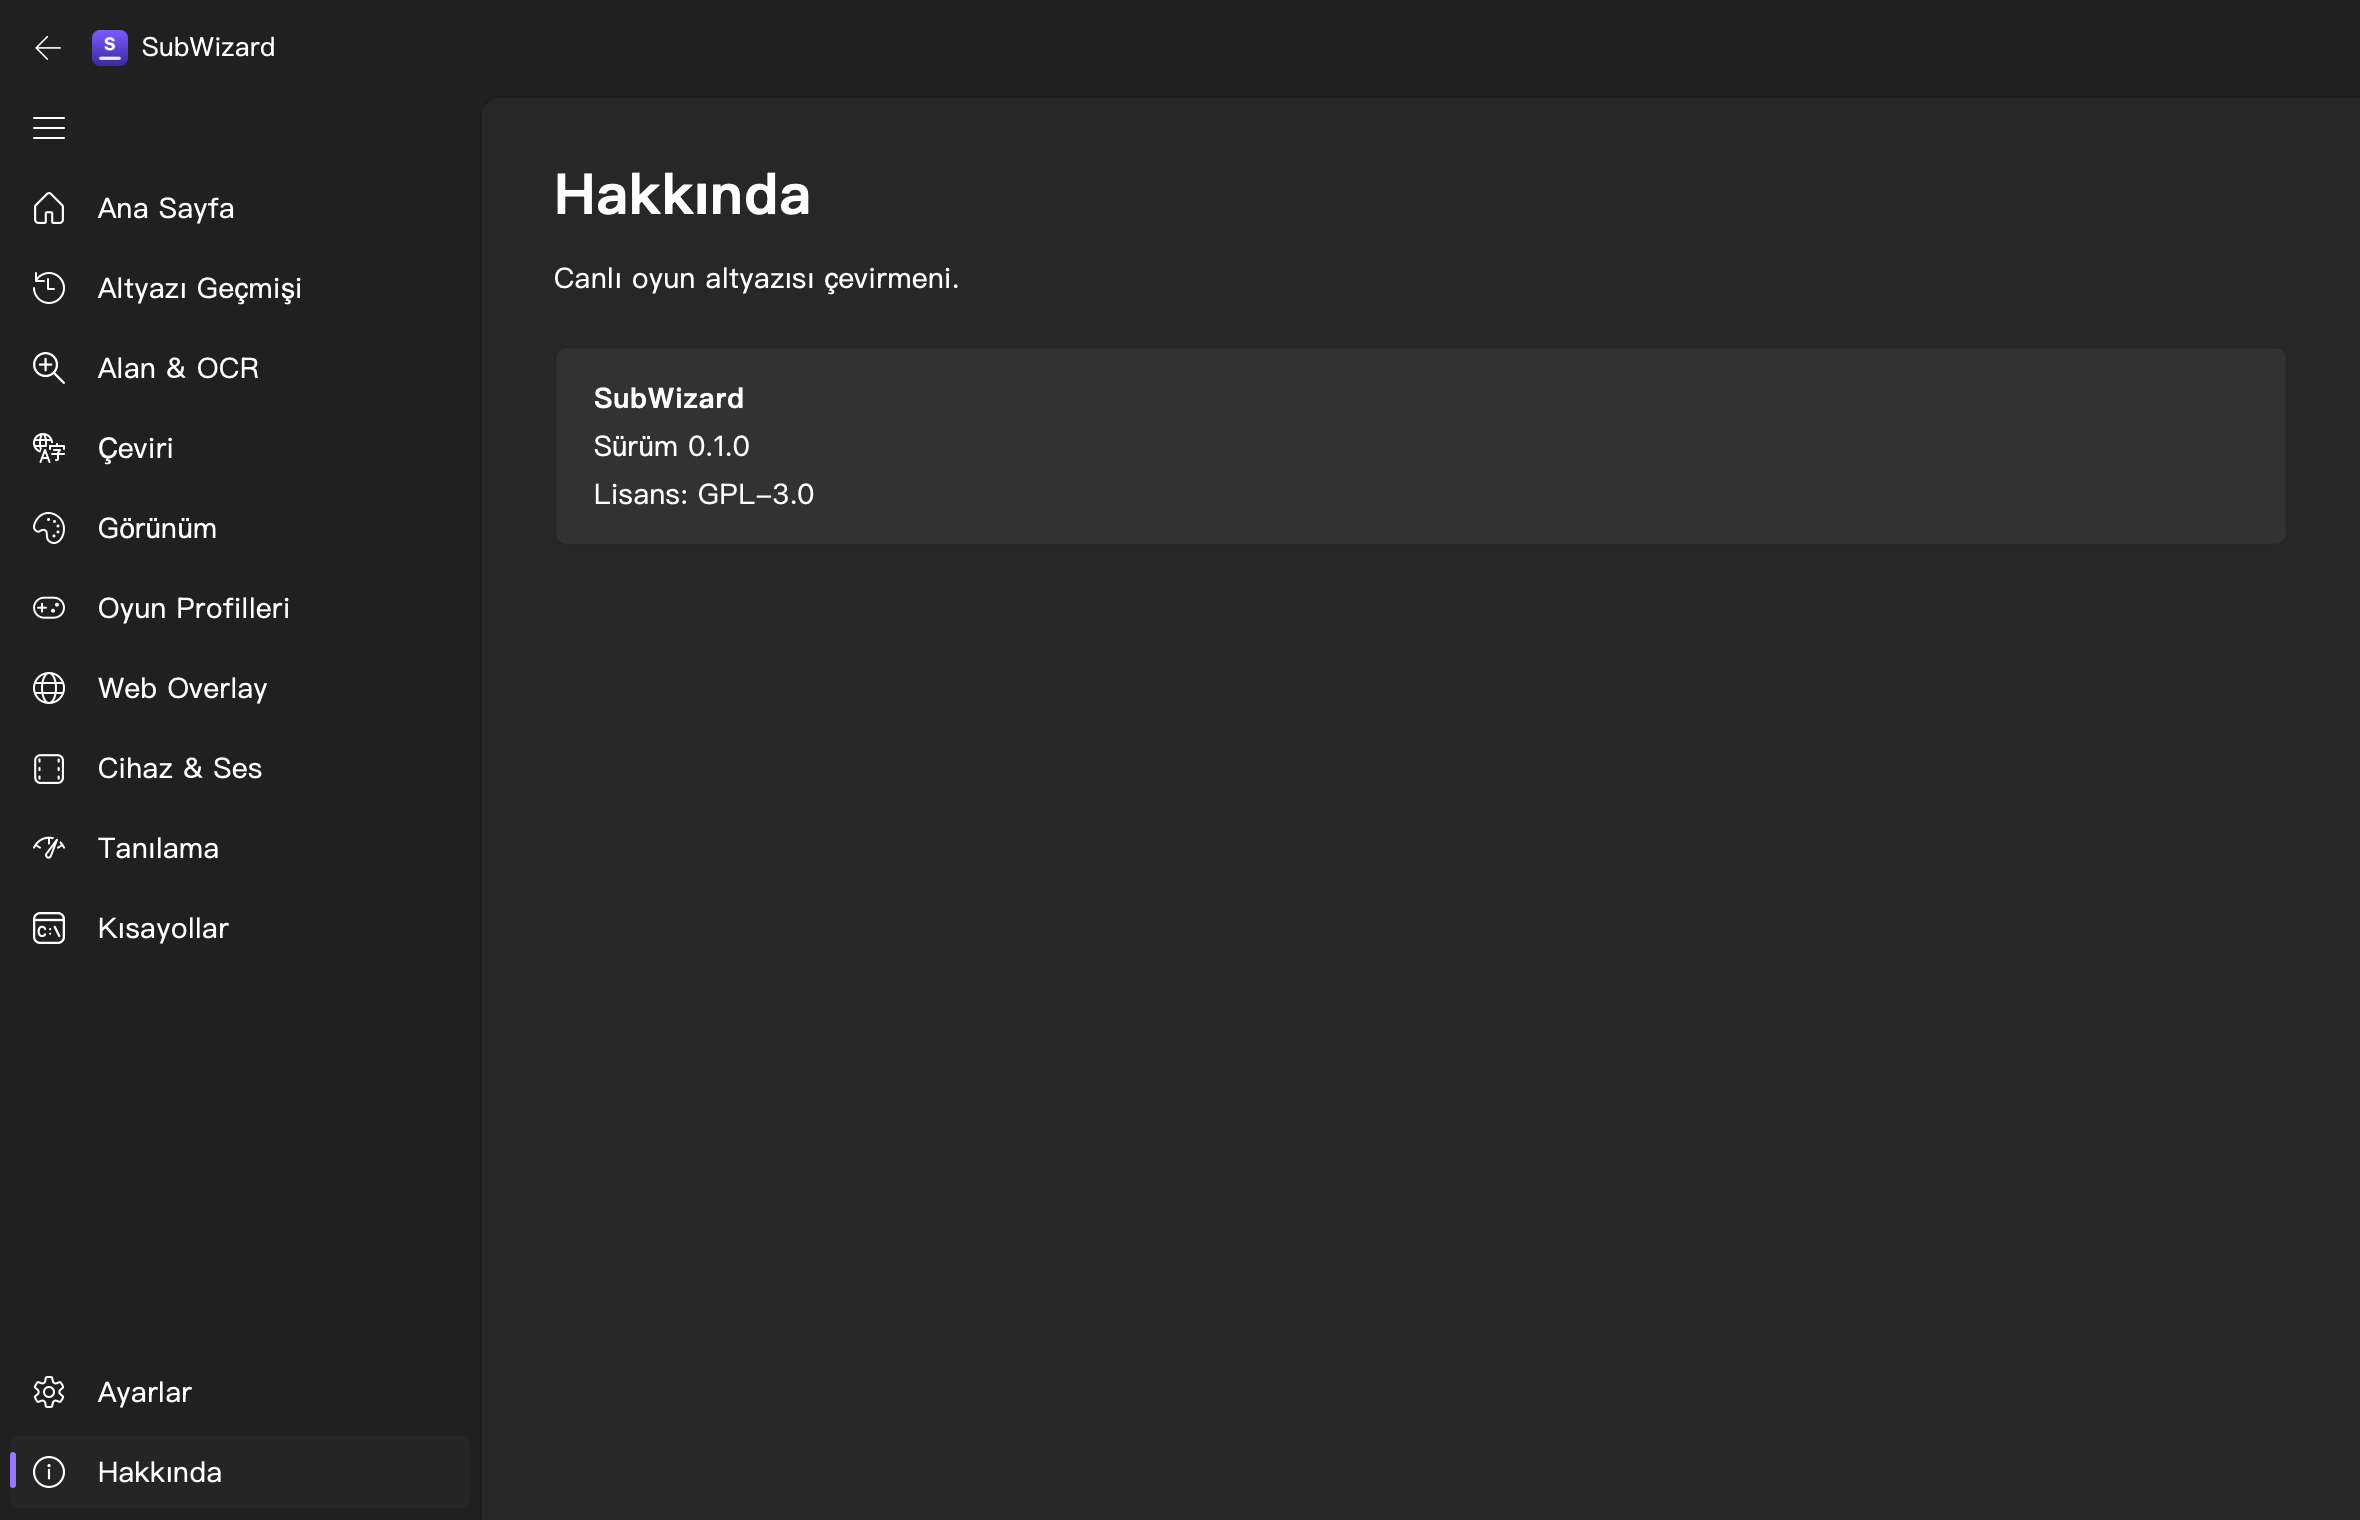 SubWizard
Ana Sayfa
Altyazı Geçmişi
Alan & OCR
Çeviri
Görünüm
Oyun Profilleri
Web Overlay
Cihaz & Ses
Tanılama
Kısayollar
Ayarlar
Hakkında
Hakkında
Canlı oyun altyazısı çevirmeni.
SubWizard
Sürüm 0.1.0
Lisans: GPL-3.0